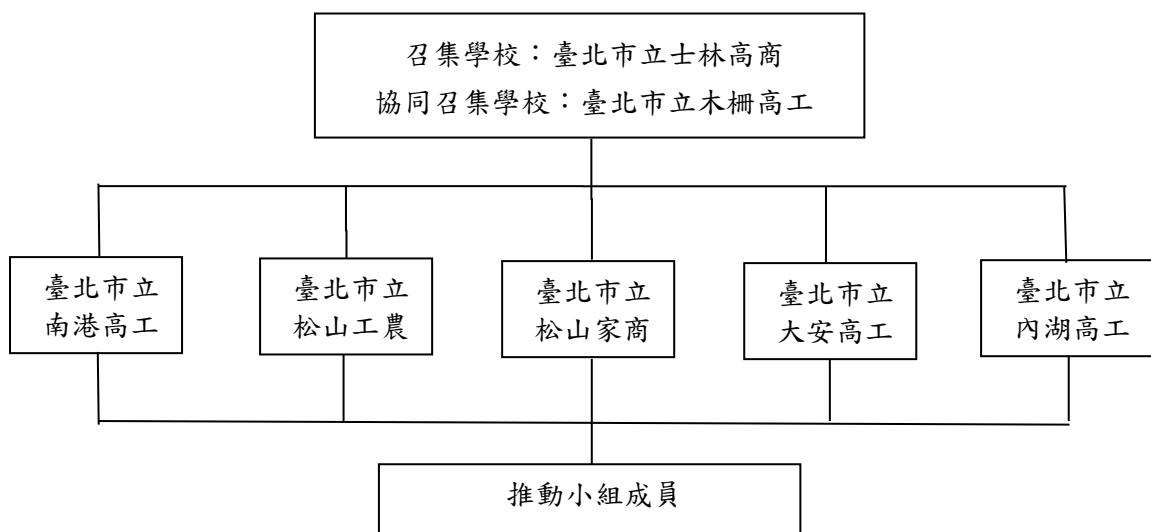 召集學校：臺北市立士林高商
協同召集學校：臺北市立木柵高工
臺北市立
南港高工
臺北市立
松山工農
臺北市立
松山家商
臺北市立
大安高工
臺北市立
內湖高工
推動小組成員